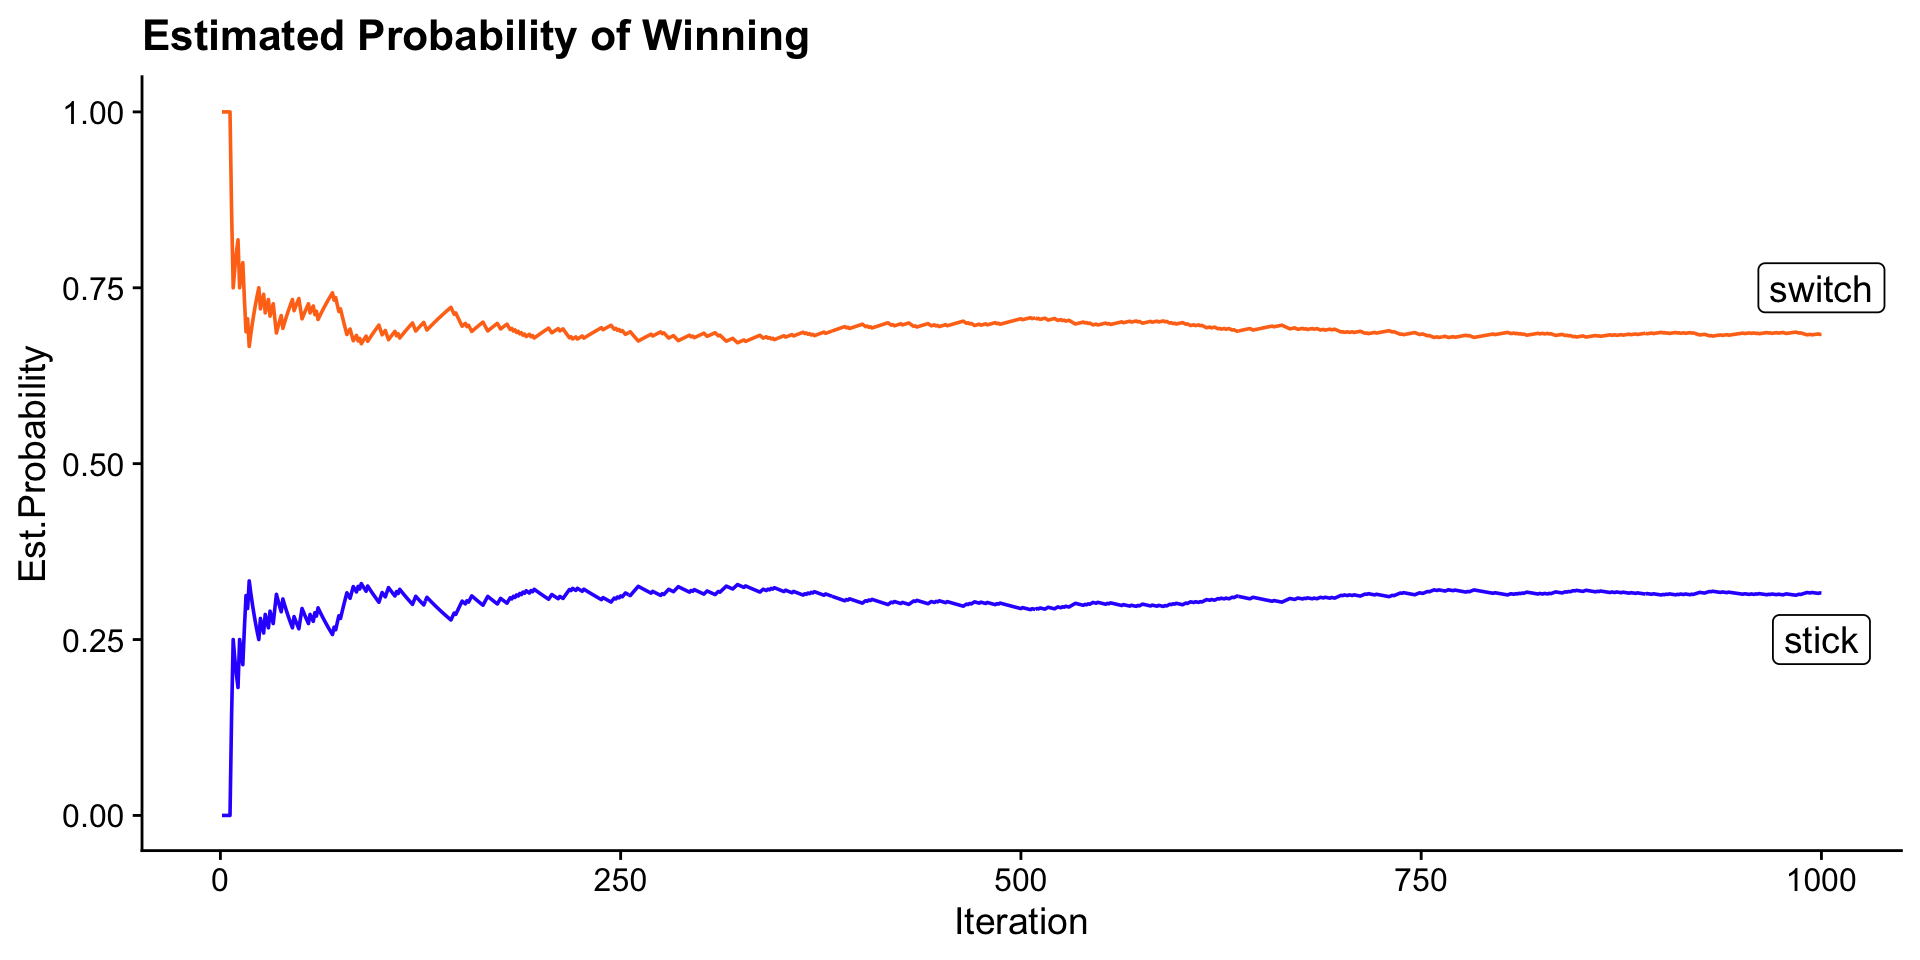 Estimated Probability of Winning
1.00
0.75
0.50
0.25
0.00
Est.Probability
switch
stick
0 250 500 750 1000
Iteration